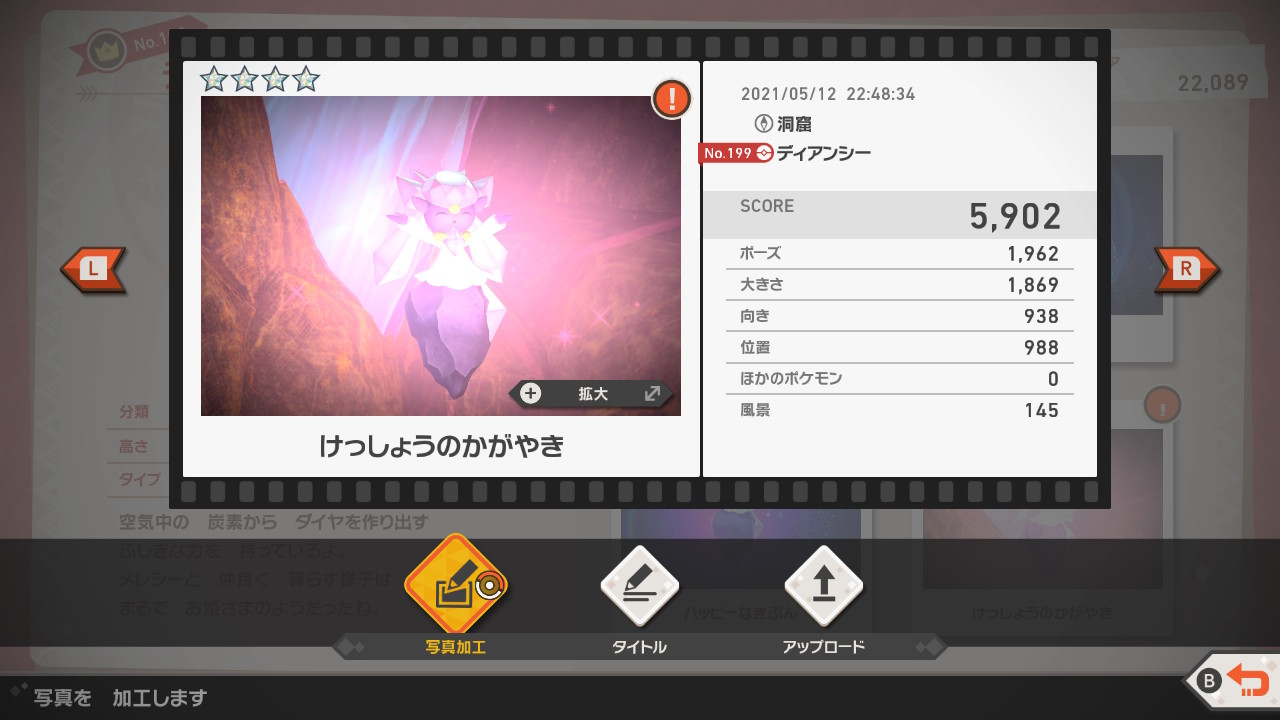 No.1
22,089
2021/05/12 22:48:34
洞窟
No.199 ディアンシー
SCORE 5,902
ポーズ 1,962
大きさ 1,869
向き 938
位置 988
ほかのポケモン 0
風景 145
L
R
拡大
けっしょうのかがやき
分類
高さ
タイプ
空気中の 炭素から ダイヤを作り出す
ふしぎな力を 持っているよ。
メレシーと 仲良く 暮らす様子は
まるで お姫さまのようだったね。
ハッピーなきぶん
けっしょうのかがやき
写真加工
タイトル
アップロード
写真を 加工します
B